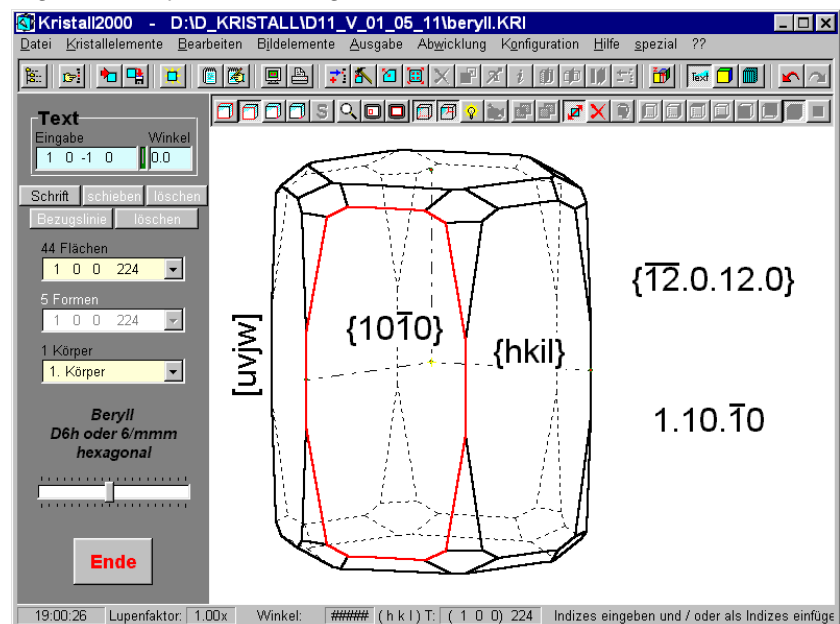 Kristall2000 - D:\D_KRISTALL\D11_V_01_05_11\beryll.KRI
Datei Kristallelemente Bearbeiten Bildelemente Ausgabe Abwicklung Konfiguration Hilfe spezial ??
Text
Text
Eingabe Winkel
1 0 -1 0 0.0
Schrift schieben löschen
Bezugslinie löschen
44 Flächen
1 0 0 224
5 Formen
1 0 0 224
1 Körper
1. Körper
Beryll
D6h oder 6/mmm
hexagonal
Ende
[uvjw]
{101̅0}
{hkil}
{1̅2̅.0.12.0}
1.10.1̅0
19:00:26 Lupenfaktor: 1.00x Winkel: ##### ( h k l ) T: ( 1 0 0) 224 Indizes eingeben und / oder als Indizes einfüge